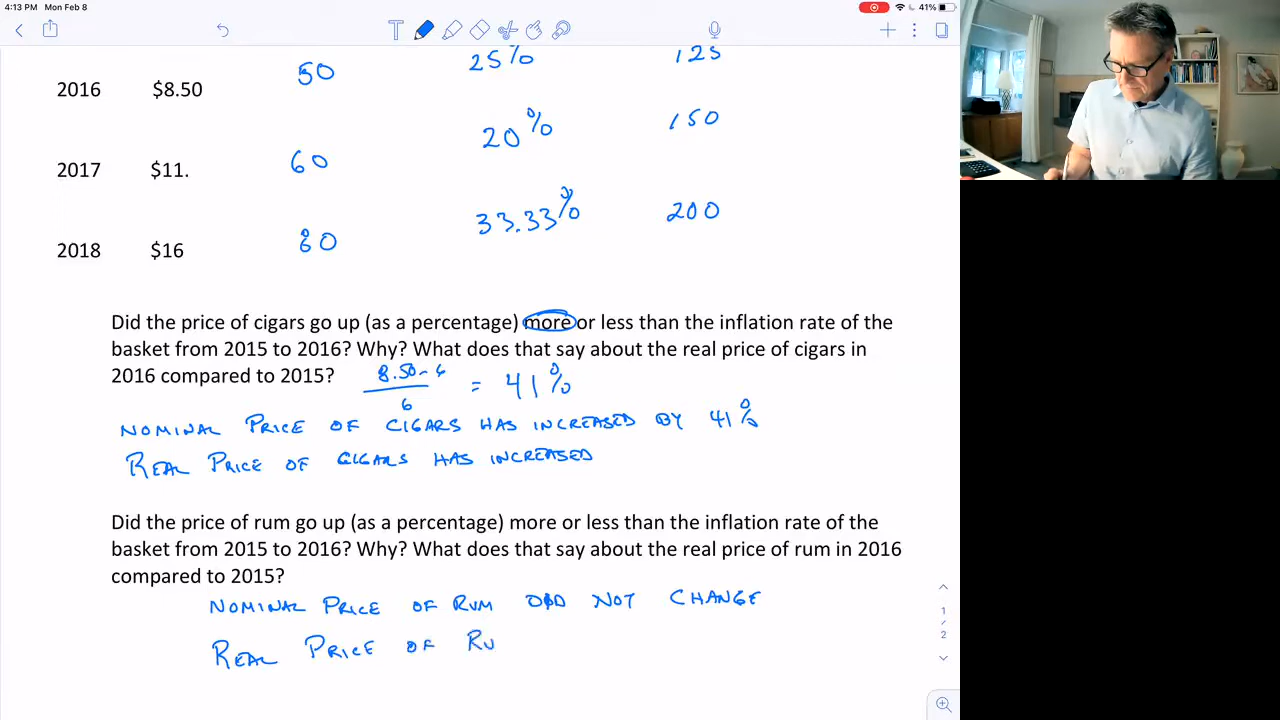 4:13 PM Mon Feb 8 41%
T
25% 125
50
2016 $8.50
20% 150
60
2017 $11.
33.33% 200
80
2018 $16
Did the price of cigars go up (as a percentage) more or less than the inflation rate of the
basket from 2015 to 2016? Why? What does that say about the real price of cigars in
2016 compared to 2015?
8.50 - 6
6
= 41%
NOMINAL PRICE OF CIGARS HAS INCREASED BY 41%
REAL PRICE OF CIGARS HAS INCREASED
Did the price of rum go up (as a percentage) more or less than the inflation rate of the
basket from 2015 to 2016? Why? What does that say about the real price of rum in 2016
compared to 2015?
NOMINAL PRICE OF RUM DID NOT CHANGE
REAL PRICE OF RU
1
/
2